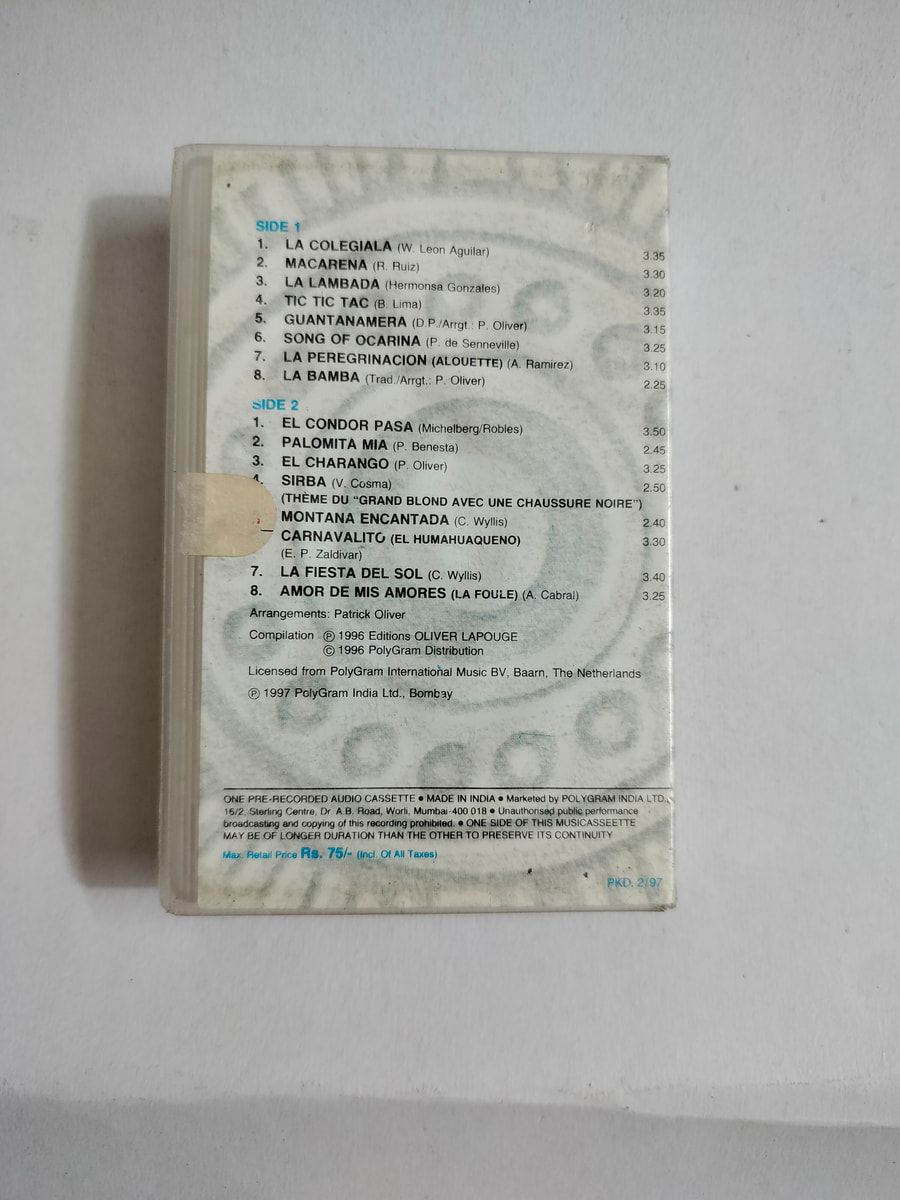 SIDE 1
1. LA COLEGIALA (W. Leon Aguilar) 3.35
2. MACARENA (R. Ruiz) 3.30
3. LA LAMBADA (Hermonsa Gonzales) 3.20
4. TIC TIC TAC (B. Lima) 3.35
5. GUANTANAMERA (D.P./Arrgt.: P. Oliver) 3.15
6. SONG OF OCARINA (P. de Senneville) 3.25
7. LA PEREGRINACION (ALOUETTE) (A. Ramirez) 3.10
8. LA BAMBA (Trad./Arrgt.: P. Oliver) 2.25
SIDE 2
1. EL CONDOR PASA (Michelberg/Robles) 3.50
2. PALOMITA MIA (P. Benesta) 2.45
3. EL CHARANGO (P. Oliver) 3.25
4. SIRBA (V. Cosma) 2.50
(THÈME DU "GRAND BLOND AVEC UNE CHAUSSURE NOIRE")
MONTANA ENCANTADA (C. Wyllis) 2.40
CARNAVALITO (EL HUMAHUAQUENO) 3.30
(E. P. Zaldivar)
7. LA FIESTA DEL SOL (C. Wyllis) 3.40
8. AMOR DE MIS AMORES (LA FOULE) (A. Cabral) 3.25
Arrangements: Patrick Oliver
Compilation ℗ 1996 Editions OLIVER LAPOUGE
© 1996 PolyGram Distribution
Licensed from PolyGram International Music BV, Baarn, The Netherlands
℗ 1997 PolyGram India Ltd., Bombay
ONE PRE-RECORDED AUDIO CASSETTE ● MADE IN INDIA ● Marketed by POLYGRAM INDIA LTD.,
16/2, Sterling Centre, Dr. A.B. Road, Worli, Mumbai-400 018 ● Unauthorised public performance
broadcasting and copying of this recording prohibited. ● ONE SIDE OF THIS MUSICASSEETTE
MAY BE OF LONGER DURATION THAN THE OTHER TO PRESERVE ITS CONTINUITY
Max. Retail Price Rs. 75/- (Incl. Of All Taxes)
PKD. 2/97